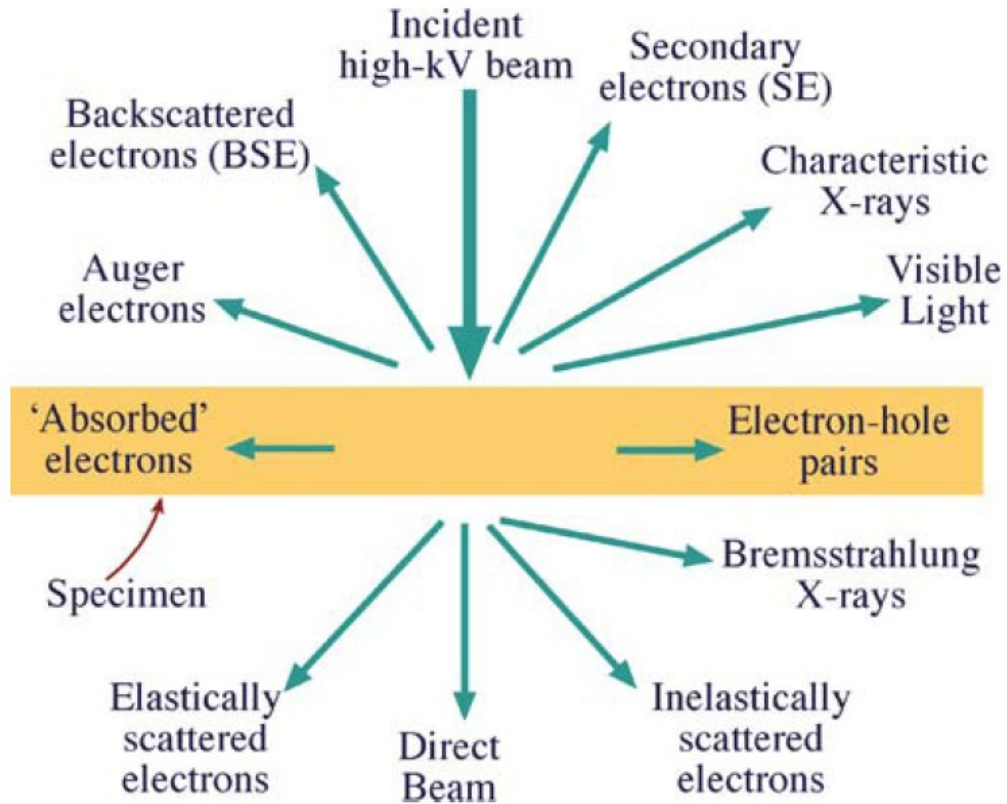 Incident
high-kV beam
Secondary
electrons (SE)
Backscattered
electrons (BSE)
Characteristic
X-rays
Auger
electrons
Visible
Light
‘Absorbed’
electrons
Electron-hole
pairs
Specimen
Bremsstrahlung
X-rays
Elastically
scattered
electrons
Direct
Beam
Inelastically
scattered
electrons